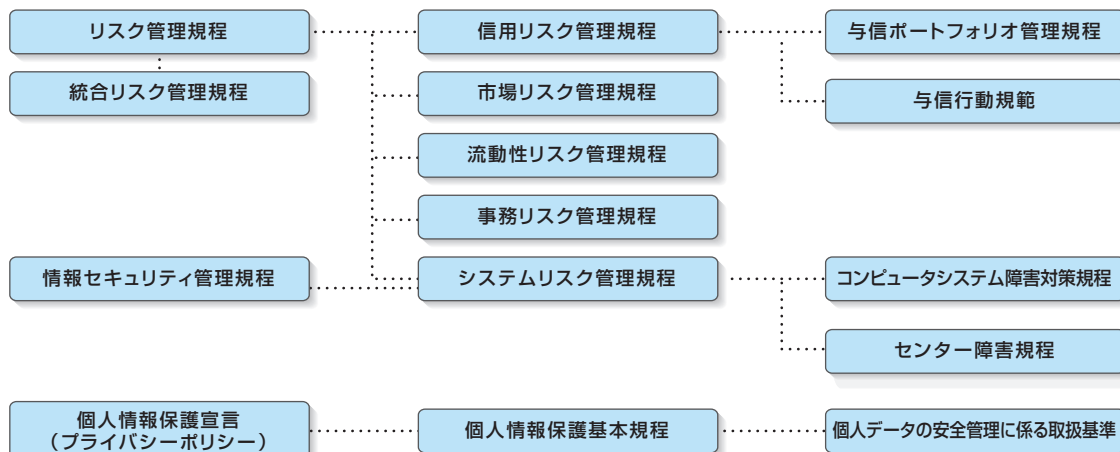 リスク管理規程
信用リスク管理規程
与信ポートフォリオ管理規程
統合リスク管理規程
市場リスク管理規程
与信行動規範
流動性リスク管理規程
事務リスク管理規程
情報セキュリティ管理規程
システムリスク管理規程
コンピュータシステム障害対策規程
センター障害規程
個人情報保護宣言
（プライバシーポリシー）
個人情報保護基本規程
個人データの安全管理に係る取扱基準